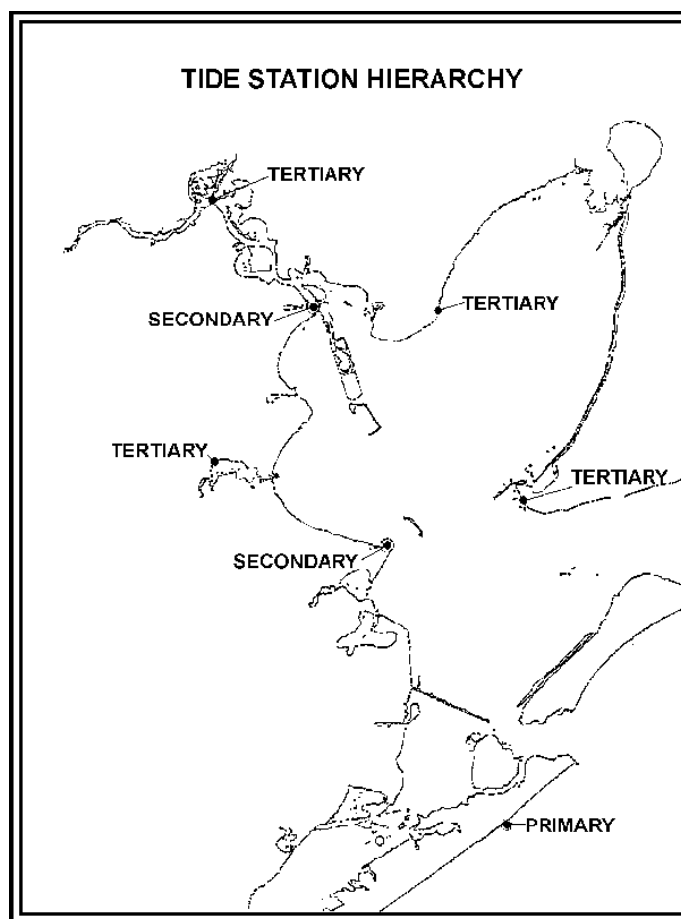 TIDE STATION HIERARCHY
TERTIARY
SECONDARY
TERTIARY
TERTIARY
TERTIARY
SECONDARY
PRIMARY